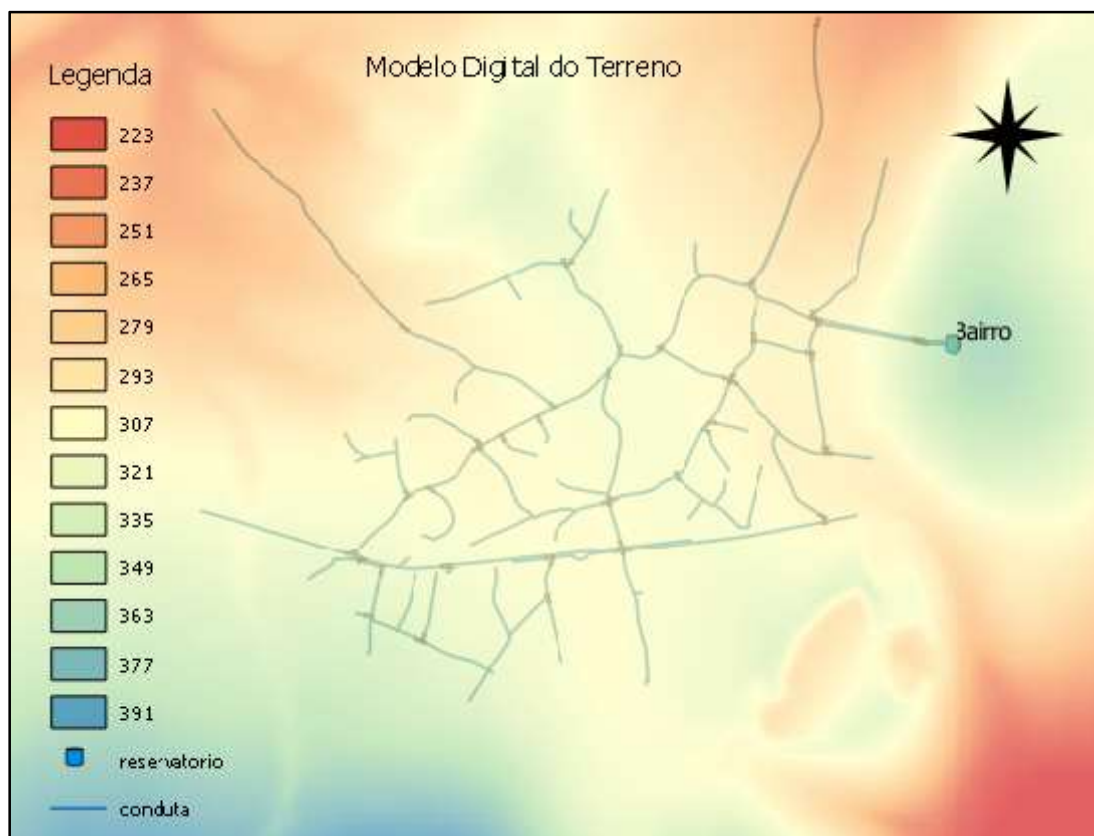 Modelo Digital do Terreno
Legenda
223
237
251
265
279
293
307
321
335
349
363
377
391
reservatorio
conduta
Bairro